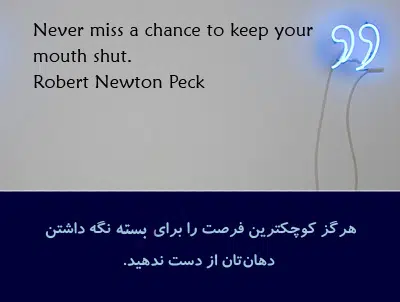 Never miss a chance to keep your
mouth shut.
Robert Newton Peck
هرگز کوچکترین فرصت را برای بسته نگه داشتن
دهان‌تان از دست ندهید.